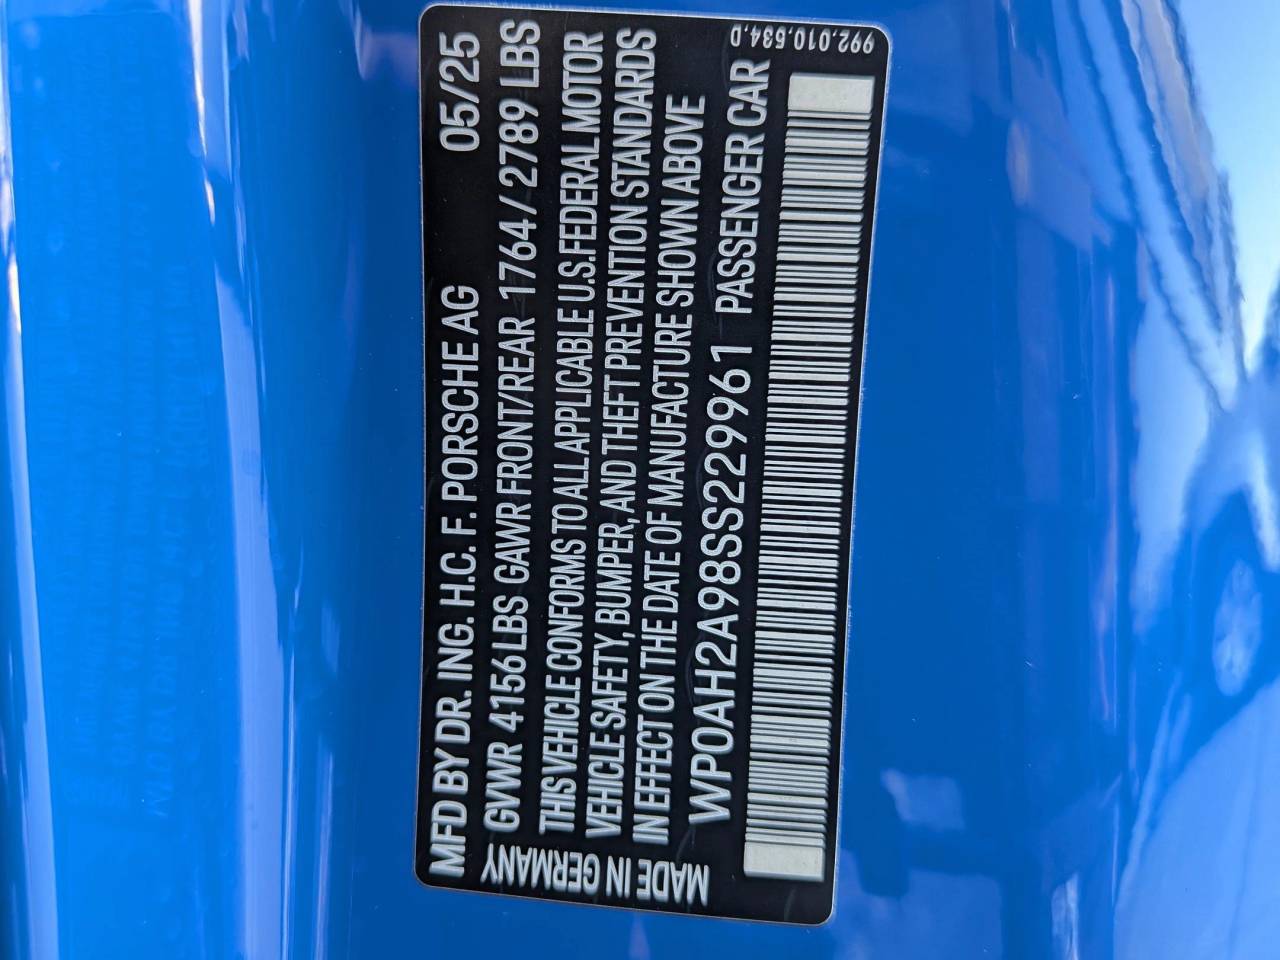 MFD BY DR. ING. H.C. F. PORSCHE AG 05/25
GVWR 4156 LBS GAWR FRONT/REAR 1764 / 2789 LBS
THIS VEHICLE CONFORMS TO ALL APPLICABLE U.S. FEDERAL MOTOR
VEHICLE SAFETY, BUMPER, AND THEFT PREVENTION STANDARDS
IN EFFECT ON THE DATE OF MANUFACTURE SHOWN ABOVE
WP0AH2A98SS229961 PASSENGER CAR
MADE IN GERMANY
992.010.534.D